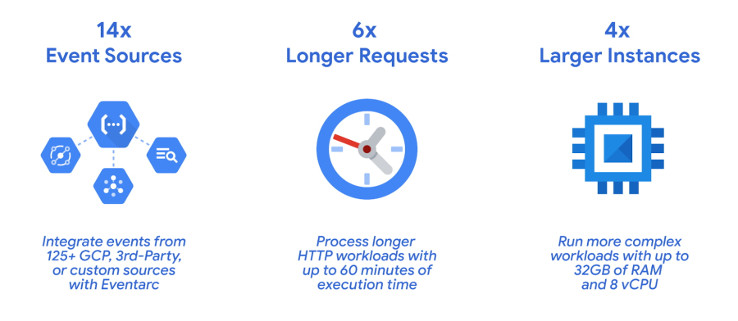 14x
Event Sources
6x
Longer Requests
4x
Larger Instances
Integrate events from
125+ GCP, 3rd-Party,
or custom sources
with Eventarc
Process longer
HTTP workloads with
up to 60 minutes of
execution time
Run more complex
workloads with up to
32GB of RAM
and 8 vCPU